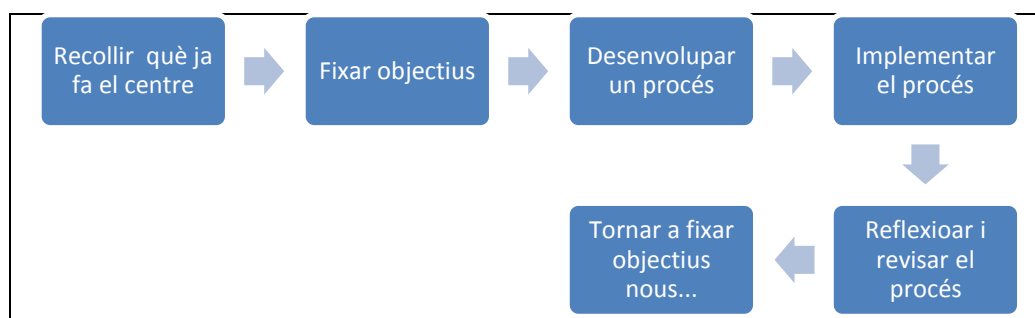 Recollir què ja
fa el centre
Fixar objectius
Desenvolupar
un procés
Implementar
el procés
Reflexioar i
revisar el
procés
Tornar a fixar
objectius
nous...